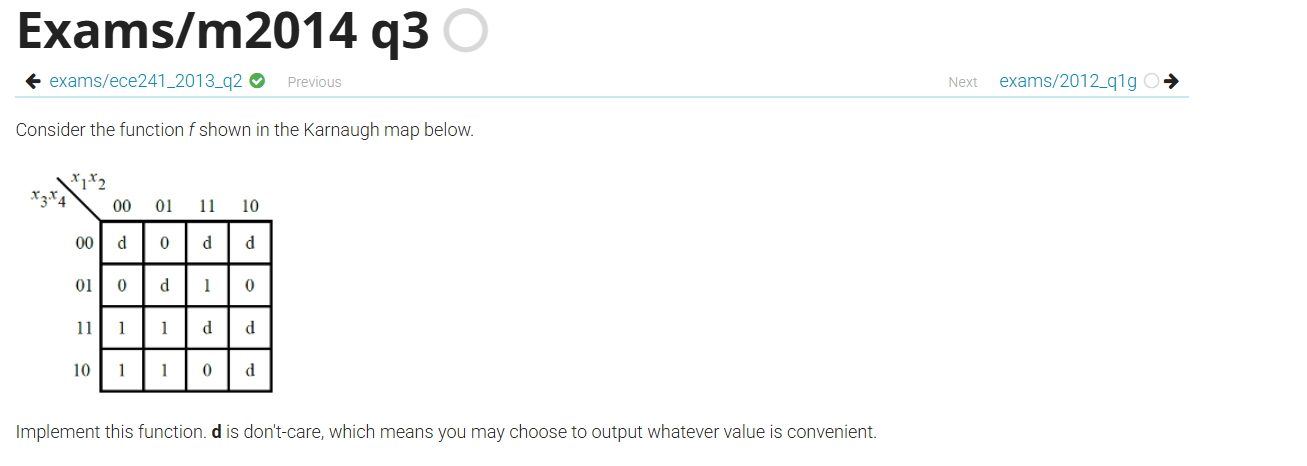 Exams/m2014 q3
exams/ece241_2013_q2 Previous Next exams/2012_q1g
Consider the function f shown in the Karnaugh map below.
x1x2
x3x4
00 01 11 10
00 d 0 d d
01 0 d 1 0
11 1 1 d d
10 1 1 0 d
Implement this function. d is don't-care, which means you may choose to output whatever value is convenient.